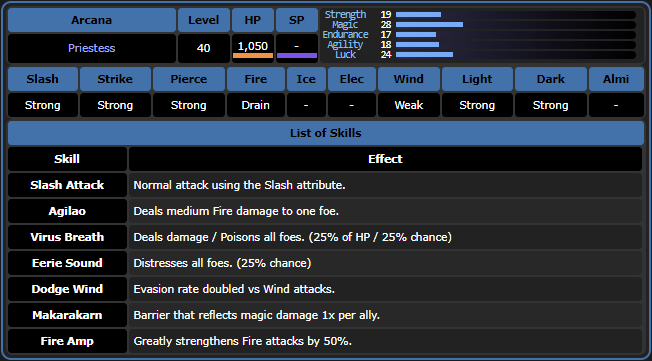 Arcana Level HP SP
Priestess 40 1,050 -
Strength 19
Magic 28
Endurance 17
Agility 18
Luck 24
Slash Strike Pierce Fire Ice Elec Wind Light Dark Almi
Strong Strong Strong Drain - - Weak Strong Strong -
List of Skills
Skill Effect
Slash Attack Normal attack using the Slash attribute.
Agilao Deals medium Fire damage to one foe.
Virus Breath Deals damage / Poisons all foes. (25% of HP / 25% chance)
Eerie Sound Distresses all foes. (25% chance)
Dodge Wind Evasion rate doubled vs Wind attacks.
Makarakarn Barrier that reflects magic damage 1x per ally.
Fire Amp Greatly strengthens Fire attacks by 50%.